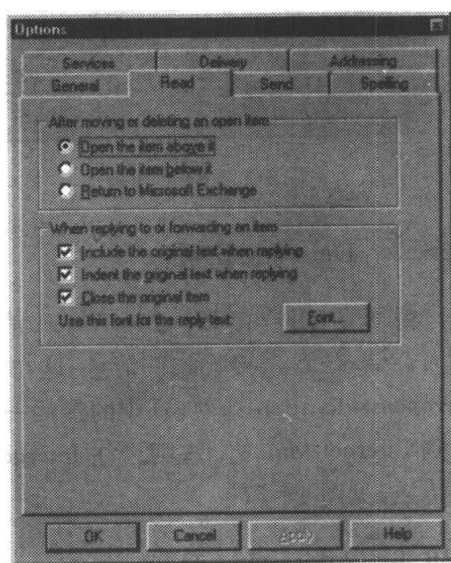 Options
Services Delivery Addressing
General Read Send Spelling
After moving or deleting an open item
Open the item above it
Open the item below it
Return to Microsoft Exchange
When replying to or forwarding an item
Include the original text when replying
Indent the original text when replying
Close the original item
Use this font for the reply text: Font...
OK Cancel Apply Help